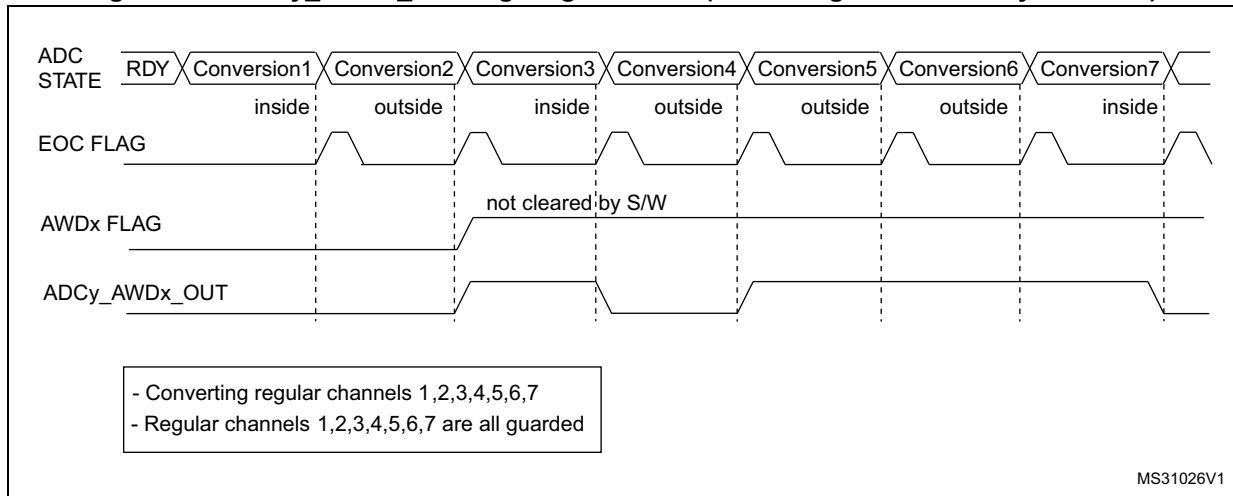 ADC STATE RDY Conversion1 Conversion2 Conversion3 Conversion4 Conversion5 Conversion6 Conversion7
inside outside inside outside outside outside inside
EOC FLAG
not cleared by S/W
AWDx FLAG
ADCy_AWDx_OUT
- Converting regular channels 1,2,3,4,5,6,7
- Regular channels 1,2,3,4,5,6,7 are all guarded
MS31026V1